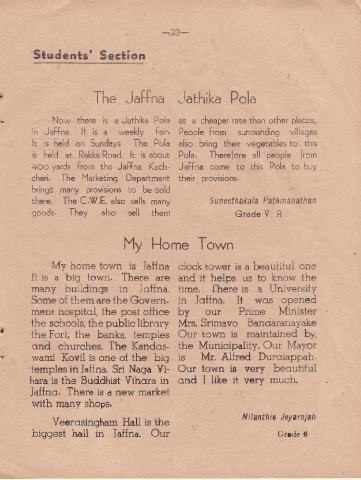 —23—
Students' Section
The Jaffna Jathika Pola
Now there is a Jathika Pola
in Jaffna. It is a weekly fair.
It is held on Sundays The Pola
is held at Rakka Road. It is about
400 yards from the Jaffna Kach-
cheri. The Marketing Department
brings many provisions to be sold
there. The C.W.E. also sells many
goods. They also sell them
at a cheaper rate than other places,
People from surrounding villages
also bring their vegetables to this
Pola. Therefore all people from
Jaffna come to this Pola to buy
their provisions.
Suneethakala Pathmanathan
Grade V A
My Home Town
My home town is Jaffna
It is a big town. There are
many buildings in Jaffna.
Some of them are the Govern-
ment hospital, the post office
the schools, the public library
the Fort, the banks, temples
and churches. The Kandas-
wami Kovil is one of the big
temples in Jaffna. Sri Naga Vi-
hara is the Buddhist Vihara in
Jaffna. There is a new market
with many shops.
Veerasingham Hall is the
biggest hall in Jaffna. Our
clock tower is a beautiful one
and it helps us to know the
time. There is a University
in Jaffna. It was opened
by our Prime Minister
Mrs. Srimavo Bandaranayake
Our town is maintained by
the Municipality. Our Mayor
is Mr. Alfred Duraiappah.
Our town is very beautiful
and I like it very much.
Nilanthie Jeyarajah
Grade 6